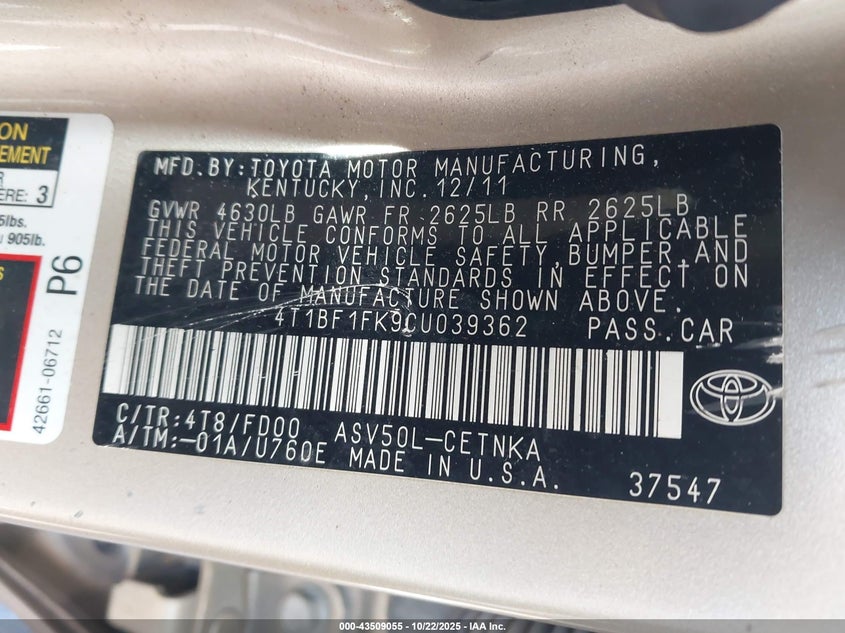 ON
EMENT
R
ERE: 3
5lbs.
905lb.
S
P6
42661-06712
MFD.BY:TOYOTA MOTOR MANUFACTURING,
KENTUCKY,INC.12/11
GVWR 4630LB GAWR FR 2625LB RR 2625LB
THIS VEHICLE CONFORMS TO ALL APPLICABLE
FEDERAL MOTOR VEHICLE SAFETY,BUMPER,AND
THEFT PREVENTION STANDARDS IN EFFECT ON
THE DATE OF MANUFACTURE SHOWN ABOVE.
4T1BF1FK9CU039362 PASS.CAR
C/TR:4T8/FD00 ASV50L-CETNKA
A/TM:-01A/U760E MADE IN U.S.A.
37547
000-43509055 - 10/22/2025 - IAA Inc.